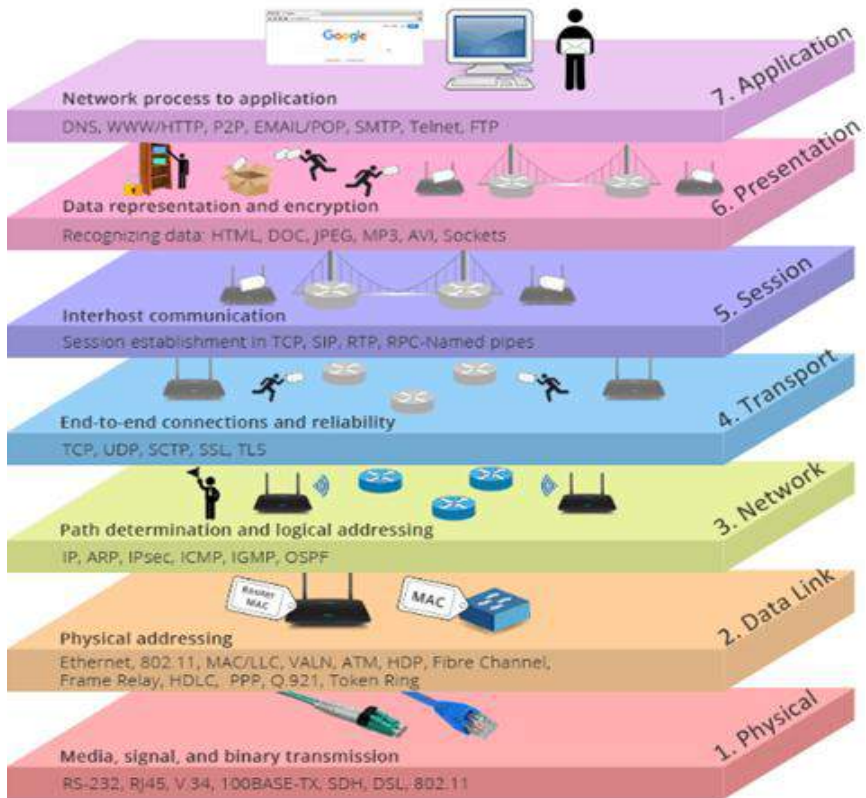 Google
7. Application
Network process to application
DNS, WWW/HTTP, P2P, EMAIL/POP, SMTP, Telnet, FTP
6. Presentation
Data representation and encryption
Recognizing data: HTML, DOC, JPEG, MP3, AVI, Sockets
5. Session
Interhost communication
Session establishment in TCP, SIP, RTP, RPC-Named pipes
4. Transport
End-to-end connections and reliability
TCP, UDP, SCTP, SSL, TLS
3. Network
Path determination and logical addressing
IP, ARP, IPsec, ICMP, IGMP, OSPF
2. Data Link
Router
MAC
MAC
Physical addressing
Ethernet, 802.11, MAC/LLC, VALN, ATM, HDP, Fibre Channel,
Frame Relay, HDLC, PPP, Q.921, Token Ring
1. Physical
Media, signal, and binary transmission
RS-232, RJ45, V.34, 100BASE-TX, SDH, DSL, 802.11